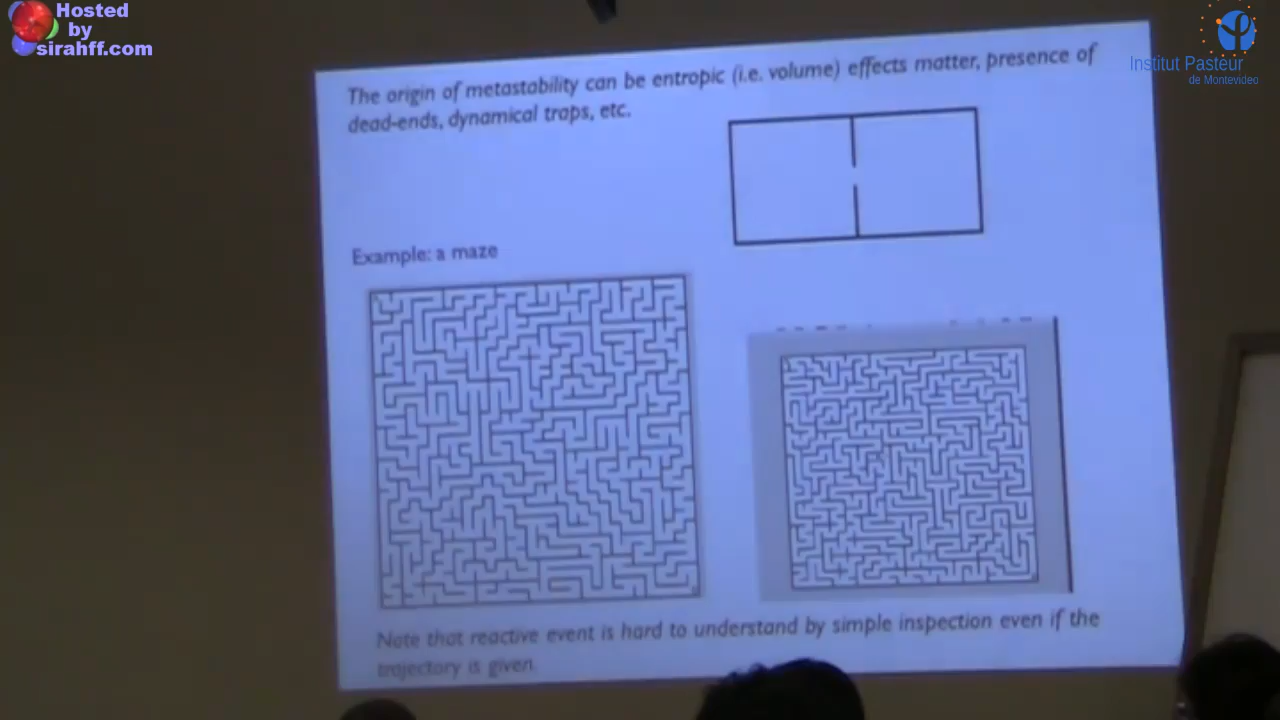 Hosted
by
sirahff.com
Institut Pasteur
de Montevideo
The origin of metastability can be entropic (i.e. volume) effects matter, presence of
dead-ends, dynamical traps, etc.
Example: a maze
Note that reactive event is hard to understand by simple inspection even if the
trajectory is given.